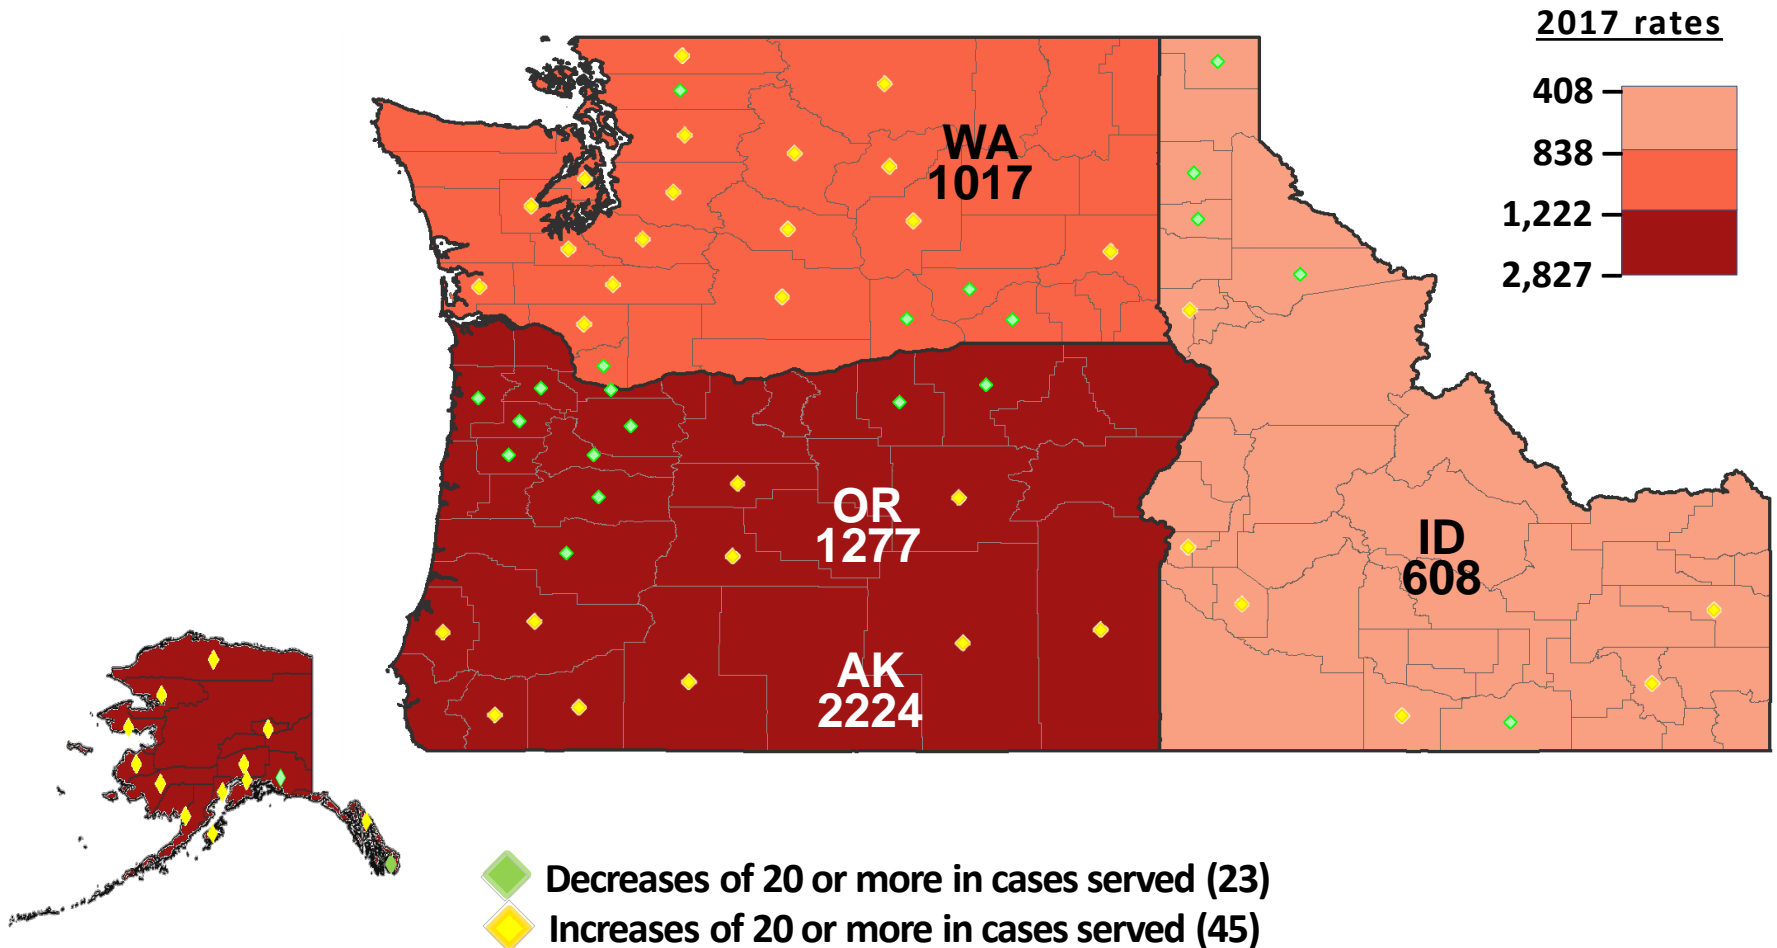 2017 rates
408
838
1,222
2,827
WA
1017
OR
1277
ID
608
AK
2224
Decreases of 20 or more in cases served (23)
Increases of 20 or more in cases served (45)